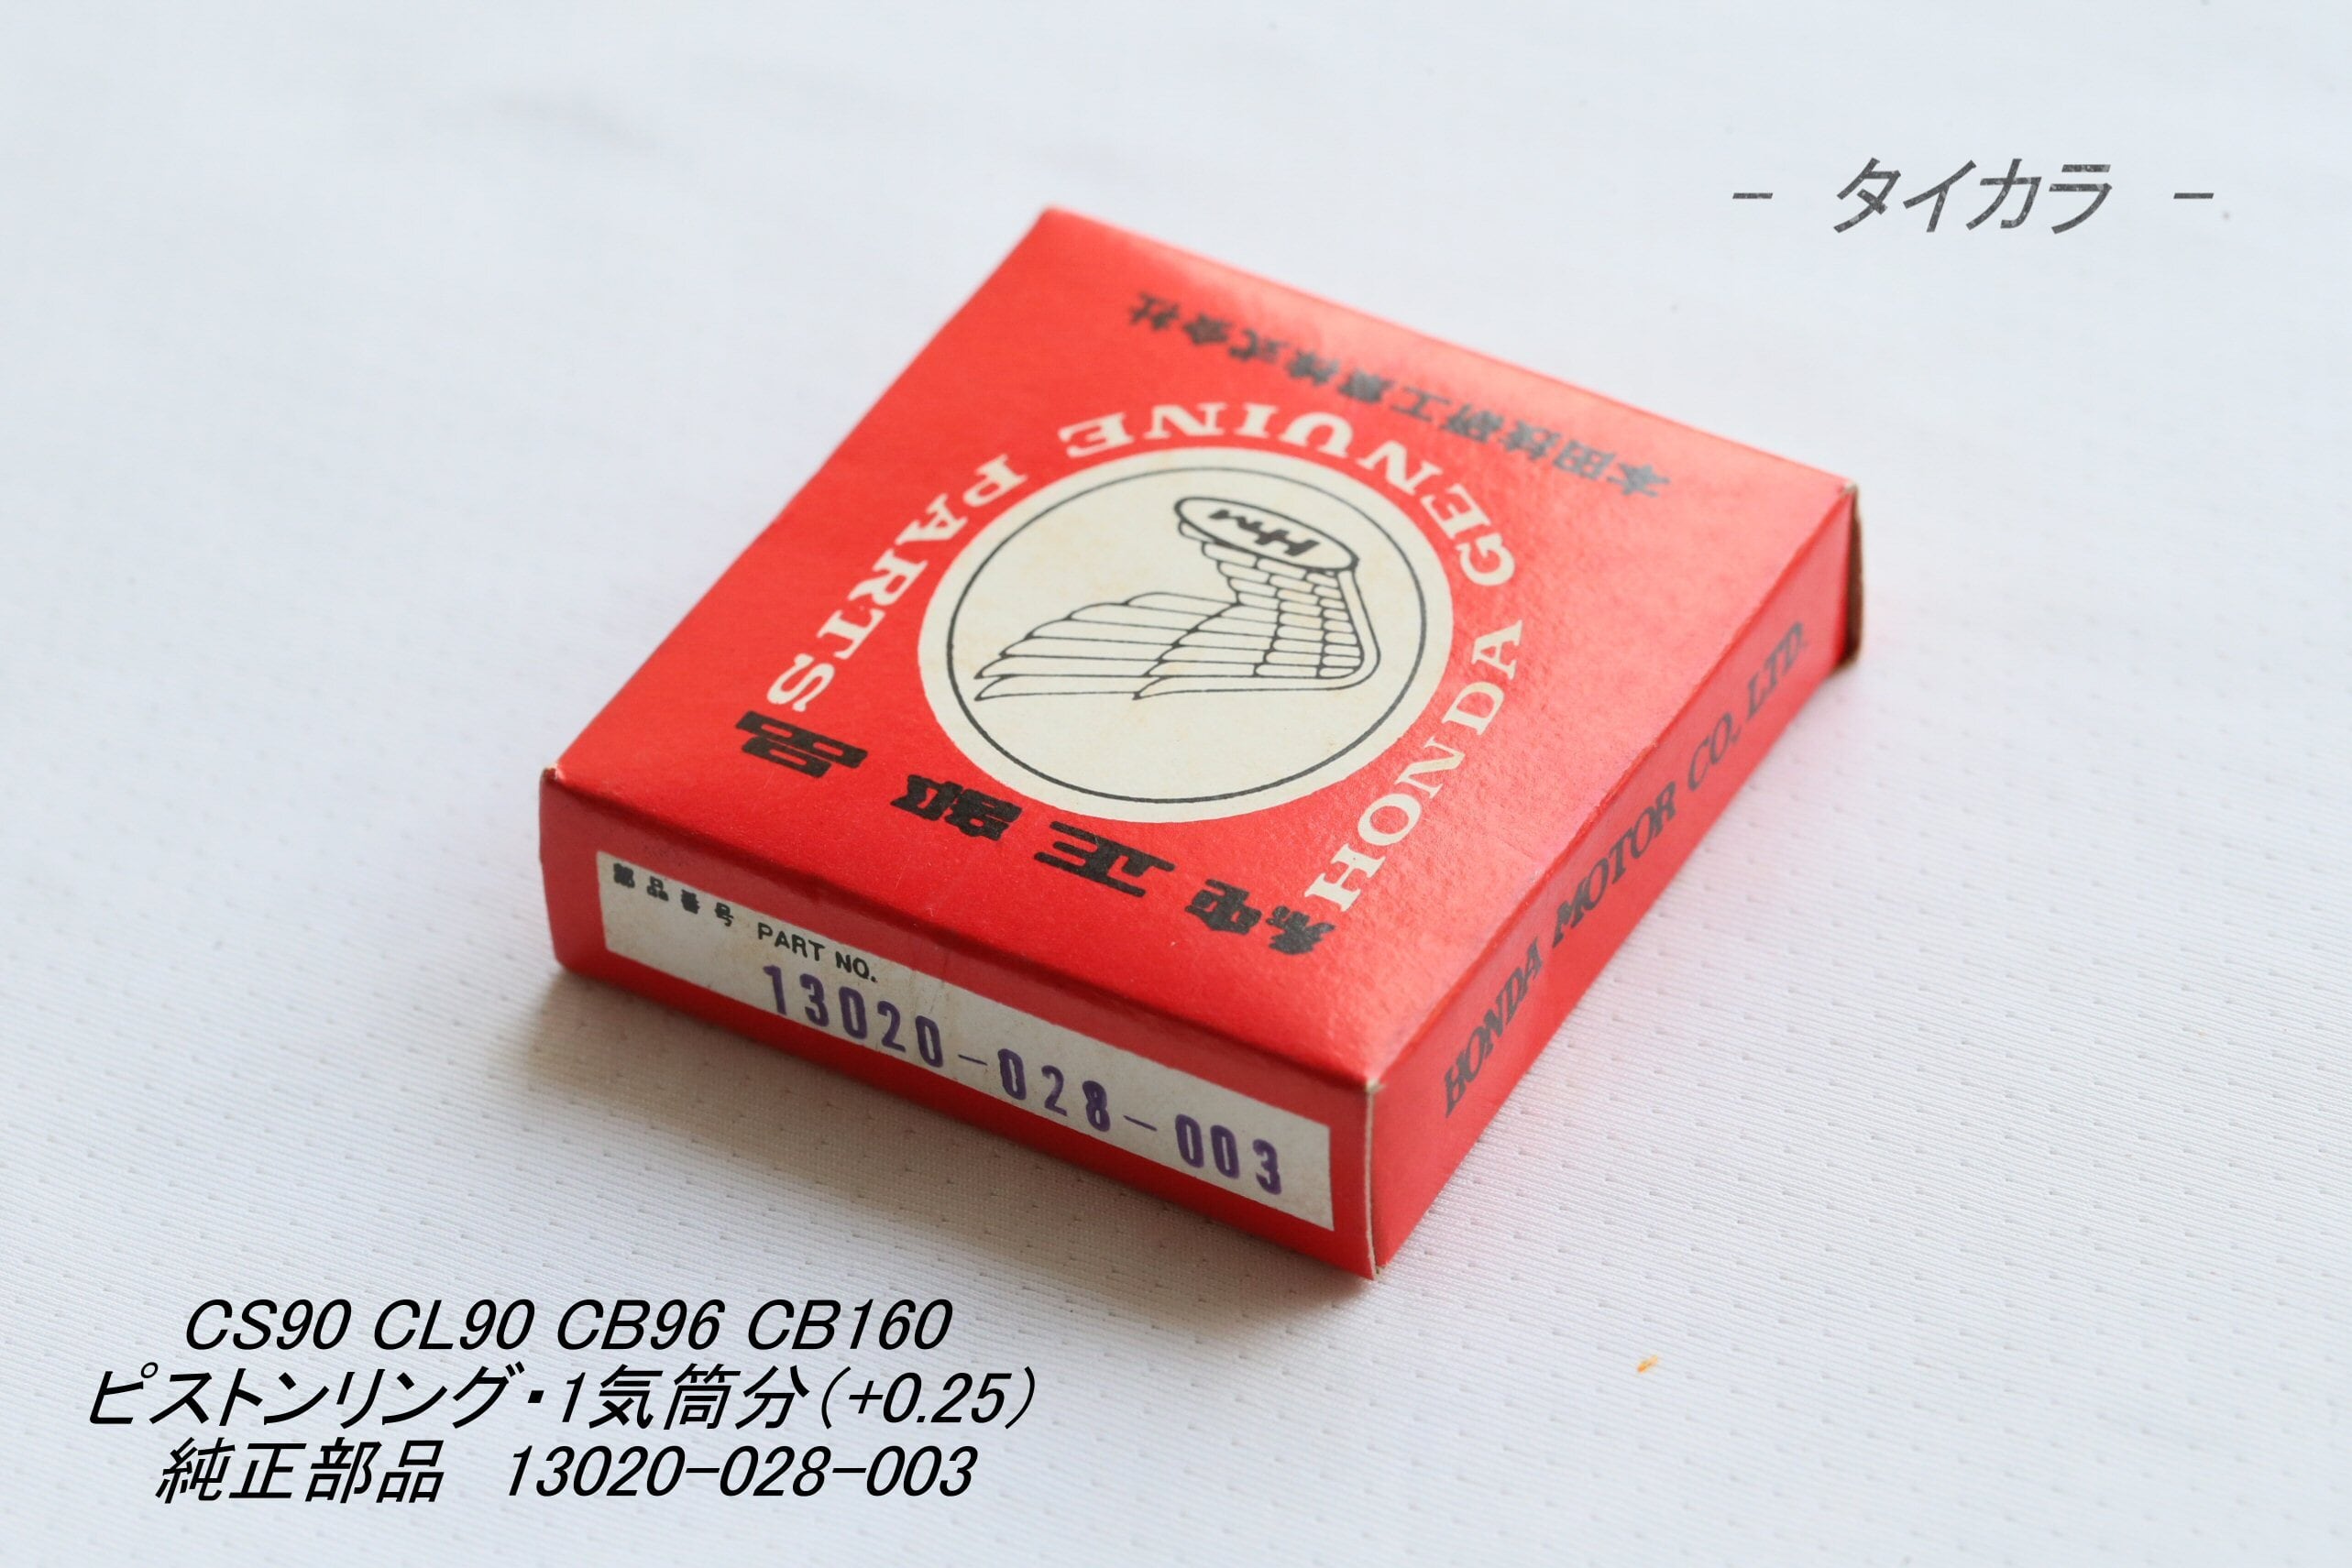 - タイカラ -
本田技研工業株式会社
HONDA GENUINE PARTS
HM
純正部品
部品番号 PART NO.
13020-028-003
HONDA MOTOR CO., LTD.
CS90 CL90 CB96 CB160
ピストンリング・1気筒分(+0.25)
純正部品 13020-028-003